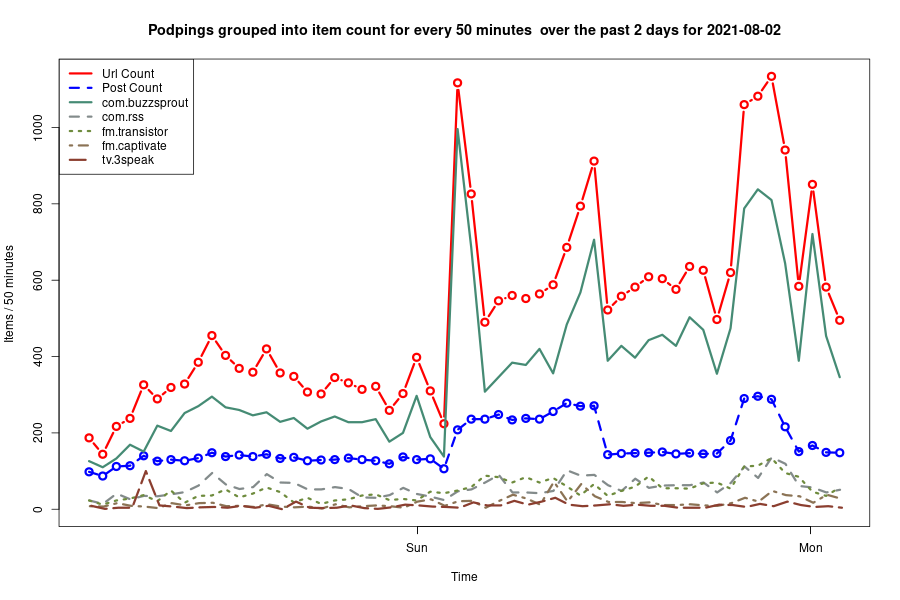 Podpings grouped into item count for every 50 minutes  over the past 2 days for 2021-08-02
Url Count
Post Count
com.buzzsprout
com.rss
fm.transistor
fm.captivate
tv.3speak
Items / 50 minutes
1000
800
600
400
200
0
Sun
Mon
Time